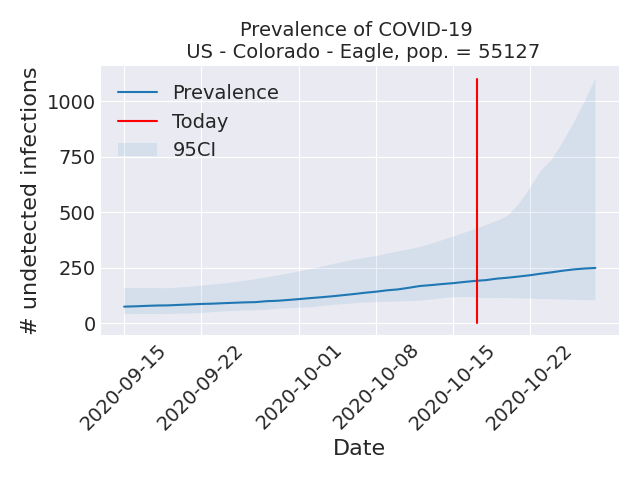 Prevalence of COVID-19
US - Colorado - Eagle, pop. = 55127
# undetected infections
1000
750
500
250
0
Prevalence
Today
95CI
2020-09-15
2020-09-22
2020-10-01
2020-10-08
2020-10-15
2020-10-22
Date